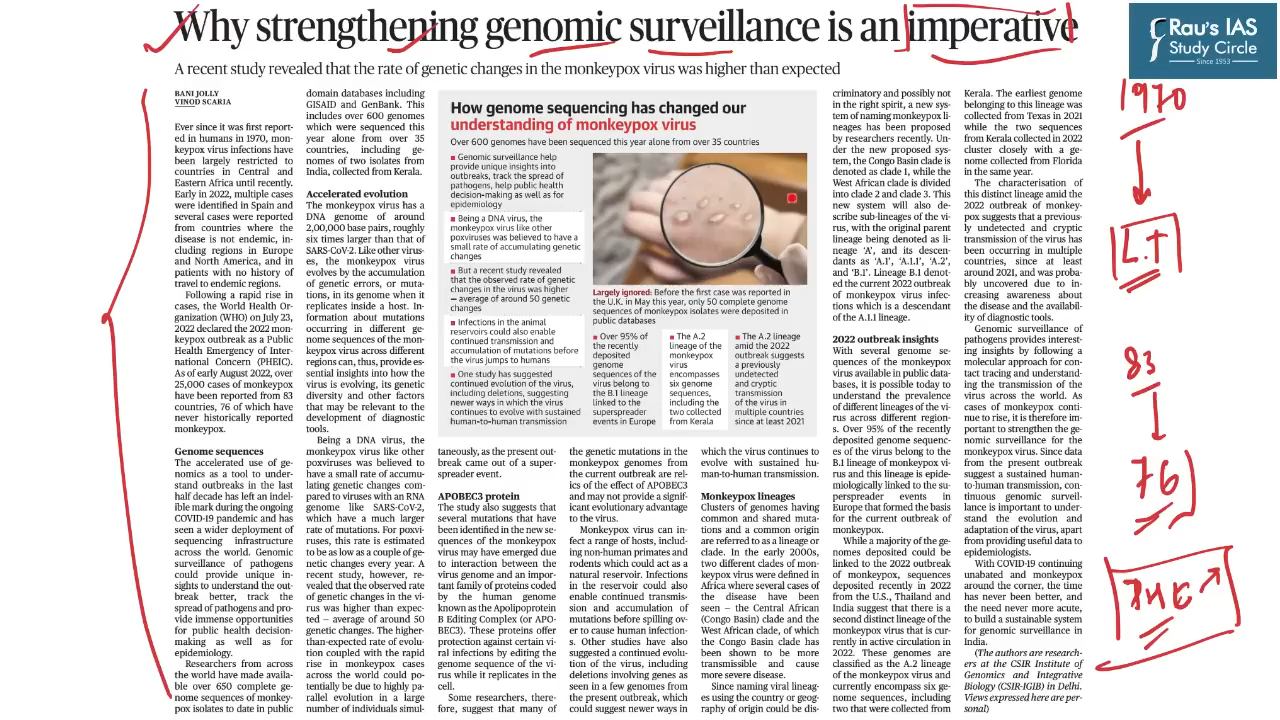 Why strengthening genomic surveillance is an imperative
A recent study revealed that the rate of genetic changes in the monkeypox virus was higher than expected
BANI JOLLY
VINOD SCARIA
Ever since it was first report-
ed in humans in 1970, mon-
keypox virus infections have
been largely restricted to
countries in Central and
Eastern Africa until recently.
Early in 2022, multiple cases
were identified in Spain and
several cases were reported
from countries where the
disease is not endemic, in-
cluding regions in Europe
and North America, and in
patients with no history of
travel to endemic regions.
Following a rapid rise in
cases, the World Health Or-
ganization (WHO) on July 23,
2022 declared the 2022 mon-
keypox outbreak as a Public
Health Emergency of Inter-
national Concern (PHEIC).
As of early August 2022, over
25,000 cases of monkeypox
have been reported from 83
countries, 76 of which have
never historically reported
monkeypox.
Genome sequences
The accelerated use of ge-
nomics as a tool to under-
stand outbreaks in the last
half decade has left an indel-
ible mark during the ongoing
COVID-19 pandemic and has
seen a wider deployment of
sequencing infrastructure
across the world. Genomic
surveillance of pathogens
could provide unique in-
sights to understand the out-
break better, track the
spread of pathogens and pro-
vide immense opportunities
for public health decision-
making as well as for
epidemiology.
Researchers from across
the world have made availa-
ble over 650 complete ge-
nome sequences of monkey-
pox isolates to date in public
domain databases including
GISAID and GenBank. This
includes over 600 genomes
which were sequenced this
year alone from over 35
countries, including ge-
nomes of two isolates from
India, collected from Kerala.
Accelerated evolution
The monkeypox virus has a
DNA genome of around
2,00,000 base pairs, roughly
six times larger than that of
SARS-CoV-2. Like other virus-
es, the monkeypox virus
evolves by the accumulation
of genetic errors, or muta-
tions, in its genome when it
replicates inside a host. In-
formation about mutations
occurring in different ge-
nome sequences of the mon-
keypox virus across different
regions can, thus, provide es-
sential insights into how the
virus is evolving, its genetic
diversity and other factors
that may be relevant to the
development of diagnostic
tools.
Being a DNA virus, the
monkeypox virus like other
poxviruses was believed to
have a small rate of accumu-
lating genetic changes com-
pared to viruses with an RNA
genome like SARS-COV-2,
which have a much larger
rate of mutations. For poxvi-
ruses, this rate is estimated
to be as low as a couple of ge-
netic changes every year. A
recent study, however, re-
vealed that the observed rate
of genetic changes in the vi-
rus was higher than expec-
ted – average of around 50
genetic changes. The higher-
than-expected rate of evolu-
tion coupled with the rapid
rise in monkeypox cases
across the world could po-
tentially be due to highly pa-
rallel evolution in a large
number of individuals simul-
How genome sequencing has changed our
understanding of monkeypox virus
Over 600 genomes have been sequenced this year alone from over 35 countries
Genomic surveillance help
provide unique insights into
outbreaks, track the spread of
pathogens, help public health
decision-making as well as for
epidemiology
Being a DNA virus, the
monkeypox virus like other
poxviruses was believed to have a
small rate of accumulating genetic
changes
But a recent study revealed
that the observed rate of genetic
changes in the virus was higher
— average of around 50 genetic
changes
Infections in the animal
reservoirs could also enable
continued transmission and
accumulation of mutations before
the virus jumps to humans
One study has suggested
continued evolution of the virus,
including deletions, suggesting
newer ways in which the virus
continues to evolve with sustained
human-to-human transmission
Largely ignored: Before the first case was reported in
the U.K. in May this year, only 50 complete genome
sequences of monkeypox isolates were deposited in
public databases
Over 95% of
the recently
deposited
genome
sequences of the
virus belong to
the B.1 lineage
linked to the
superspreader
events in Europe
The A.2
lineage of the
monkeypox
virus
encompasses
six genome
sequences,
including the
two collected
from Kerala
The A.2 lineage
amid the 2022
outbreak suggests
a previously
undetected
and cryptic
transmission
of the virus in
multiple countries
since at least 2021
taneously, as the present out-
break came out of a super-
spreader event.
APOBEC3 protein
The study also suggests that
several mutations that have
been identified in the new se-
quences of the monkeypox
virus may have emerged due
to interaction between the
virus genome and an impor-
tant family of proteins coded
by the human genome
known as the Apolipoprotein
B Editing Complex (or APO-
BEC3). These proteins offer
protection against certain vi-
ral infections by editing the
genome sequence of the vi-
rus while it replicates in the
cell.
Some researchers, there-
fore, suggest that many of
the genetic mutations in the
monkeypox genomes from
the current outbreak are rel-
ics of the effect of APOBEC3
and may not provide a signif-
icant evolutionary advantage
to the virus.
Monkeypox virus can in-
fect a range of hosts, includ-
ing non-human primates and
rodents which could act as a
natural reservoir. Infections
in the reservoir could also
enable continued transmis-
sion and accumulation of
mutations before spilling ov-
er to cause human infection-
s. Other studies have also
suggested a continued evolu-
tion of the virus, including
deletions involving genes as
seen in a few genomes from
the present outbreak, which
could suggest newer ways in
which the virus continues to
evolve with sustained hu-
man-to-human transmission.
Monkeypox lineages
Clusters of genomes having
common and shared muta-
tions and a common origin
are referred to as a lineage or
clade. In the early 2000s,
two different clades of mon-
keypox virus were defined in
Africa where several cases of
the disease have been
seen – the Central African
(Congo Basin) clade and the
West African clade, of which
the Congo Basin clade has
been shown to be more
transmissible and cause
more severe disease.
Since naming viral lineag-
es using the country or geog-
raphy of origin could be dis-
criminatory and possibly not
in the right spirit, a new sys-
tem of naming monkeypox li-
neages has been proposed
by researchers recently. Un-
der the new proposed sys-
tem, the Congo Basin clade is
denoted as clade 1, while the
West African clade is divided
into clade 2 and clade 3. This
new system will also de-
scribe sub-lineages of the vi-
rus, with the original parent
lineage being denoted as li-
neage ‘A’, and its descen-
dants as ‘A.1’, ‘A.1.1’, ‘A.2’,
and ‘B.1’. Lineage B.1 denot-
ed the current 2022 outbreak
of monkeypox virus infec-
tions which is a descendant
of the A.1.1 lineage.
2022 outbreak insights
With several genome se-
quences of the monkeypox
virus available in public data-
bases, it is possible today to
understand the prevalence
of different lineages of the vi-
rus across different region-
s. Over 95% of the recently
deposited genome sequenc-
es of the virus belong to the
B.1 lineage of monkeypox vi-
rus and this lineage is epide-
miologically linked to the su-
perspreader events in
Europe that formed the basis
for the current outbreak of
monkeypox.
While a majority of the ge-
nomes deposited could be
linked to the 2022 outbreak
of monkeypox, sequences
deposited recently in 2022
from the U.S., Thailand and
India suggest that there is a
second distinct lineage of the
monkeypox virus that is cur-
rently in active circulation in
2022. These genomes are
classified as the A.2 lineage
of the monkeypox virus and
currently encompass six ge-
nome sequences, including
two that were collected from
Kerala. The earliest genome
belonging to this lineage was
collected from Texas in 2021
while the two sequences
from Kerala collected in 2022
cluster closely with a ge-
nome collected from Florida
in the same year.
The characterisation of
this distinct lineage amid the
2022 outbreak of monkey-
pox suggests that a previous-
ly undetected and cryptic
transmission of the virus has
been occurring in multiple
countries, since at least
around 2021, and was proba-
bly uncovered due to in-
creasing awareness about
the disease and the availabil-
ity of diagnostic tools.
Genomic surveillance of
pathogens provides interest-
ing insights by following a
molecular approach for con-
tact tracing and understand-
ing the transmission of the
virus across the world. As
cases of monkeypox conti-
nue to rise, it is therefore im-
portant to strengthen the ge-
nomic surveillance for the
monkeypox virus. Since data
from the present outbreak
suggest a sustained human-
to-human transmission, con-
tinuous genomic surveil-
lance is important to under-
stand the evolution and
adaptation of the virus, apart
from providing useful data to
epidemiologists.
With COVID-19 continuing
unabated and monkeypox
around the corner, the time
has never been better, and
the need never more acute,
to build a sustainable system
for genomic surveillance in
India.
(The authors are research-
ers at the CSIR Institute of
Genomics and Integrative
Biology (CSIR-IGIB) in Delhi.
Views expressed here are per-
sonal)
Rau's IAS
Study Circle
Since 1953
1970
L.T
83
76